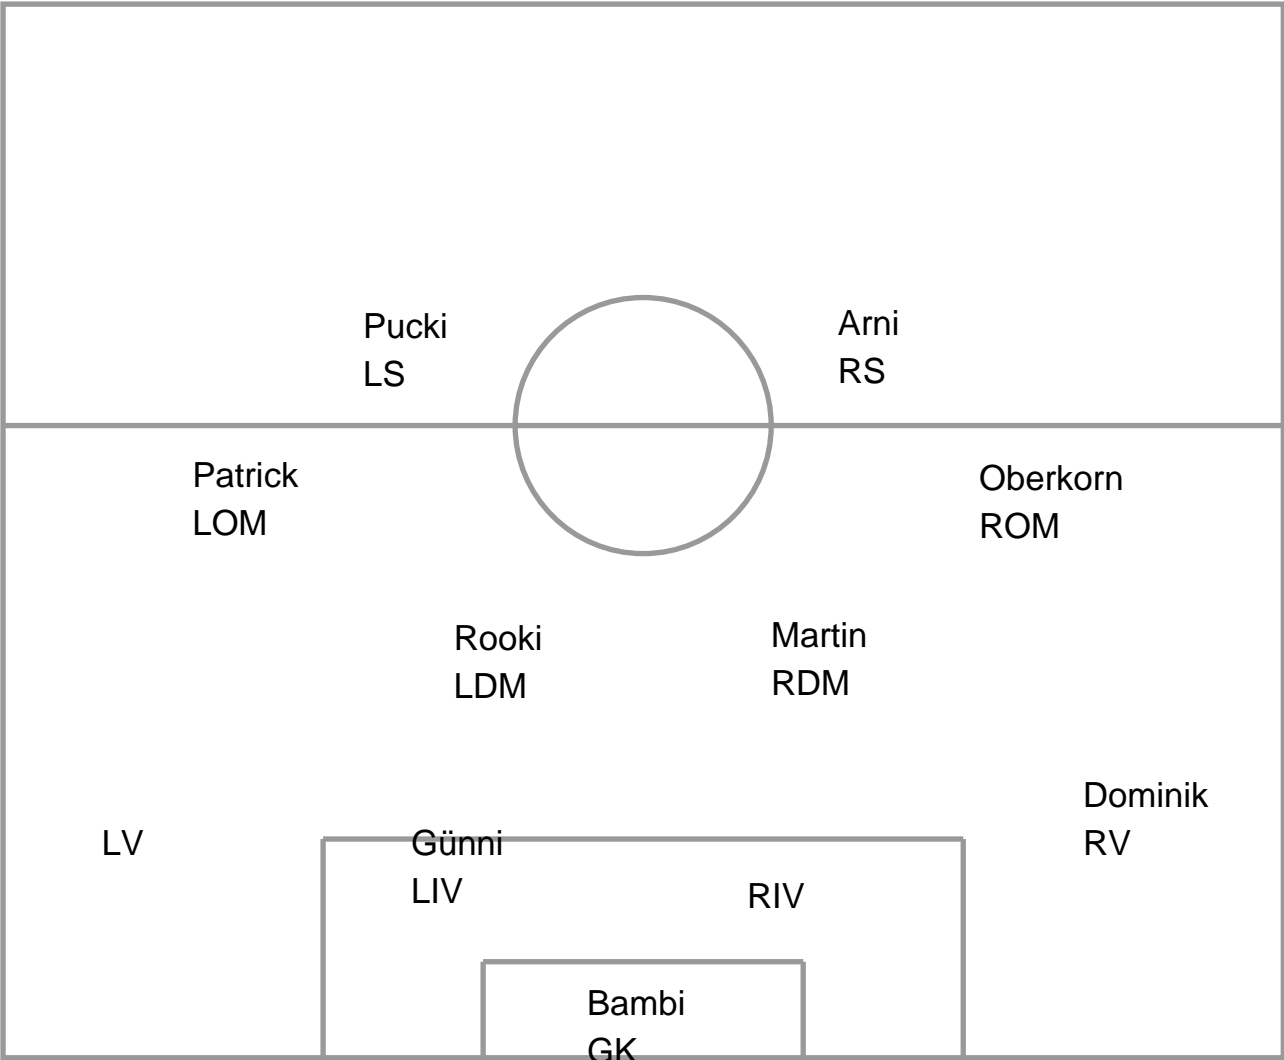 Pucki
LS
Arni
RS
Patrick
LOM
Oberkorn
ROM
Rooki
LDM
Martin
RDM
LV
Günni
LIV
RIV
Dominik
RV
Bambi
GK